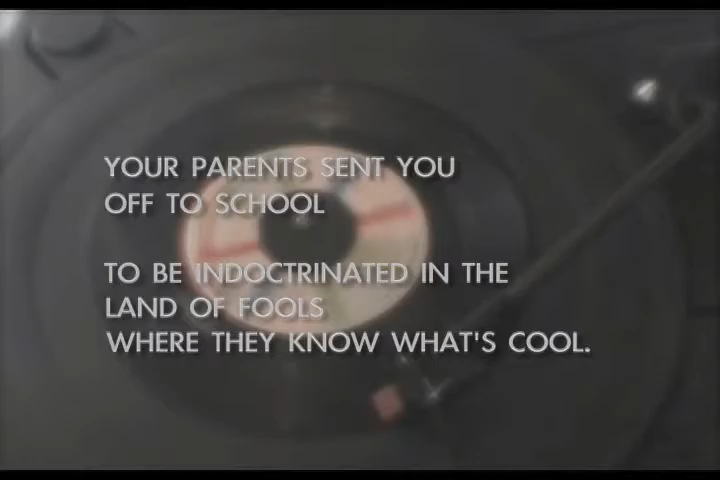 YOUR PARENTS SENT YOU
OFF TO SCHOOL
TO BE INDOCTRINATED IN THE
LAND OF FOOLS
WHERE THEY KNOW WHAT'S COOL.